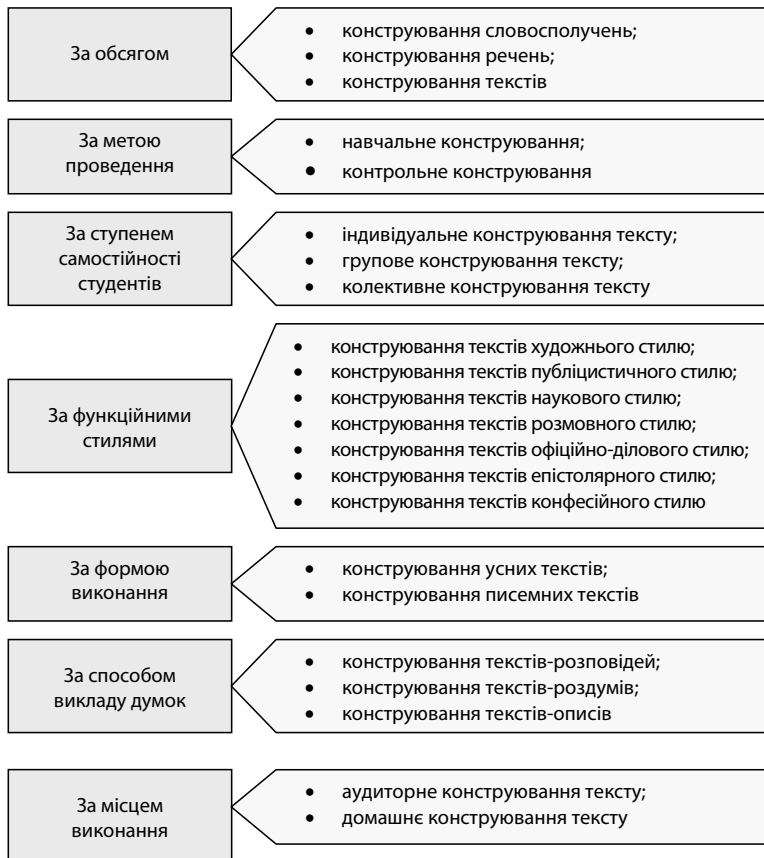 За обсягом
• конструювання словосполучень;
• конструювання речень;
• конструювання текстів
За метою
проведення
• навчальне конструювання;
• контрольне конструювання
За ступенем
самостійності
студентів
• індивідуальне конструювання тексту;
• групове конструювання тексту;
• колективне конструювання тексту
За функційними
стилями
• конструювання текстів художнього стилю;
• конструювання текстів публіцистичного стилю;
• конструювання текстів наукового стилю;
• конструювання текстів розмовного стилю;
• конструювання текстів офіційно-ділового стилю;
• конструювання текстів епістолярного стилю;
• конструювання текстів конфесійного стилю
За формою
виконання
• конструювання усних текстів;
• конструювання писемних текстів
За способом
викладу думок
• конструювання текстів-розповідей;
• конструювання текстів-роздумів;
• конструювання текстів-описів
За місцем
виконання
• аудиторне конструювання тексту;
• домашнє конструювання тексту